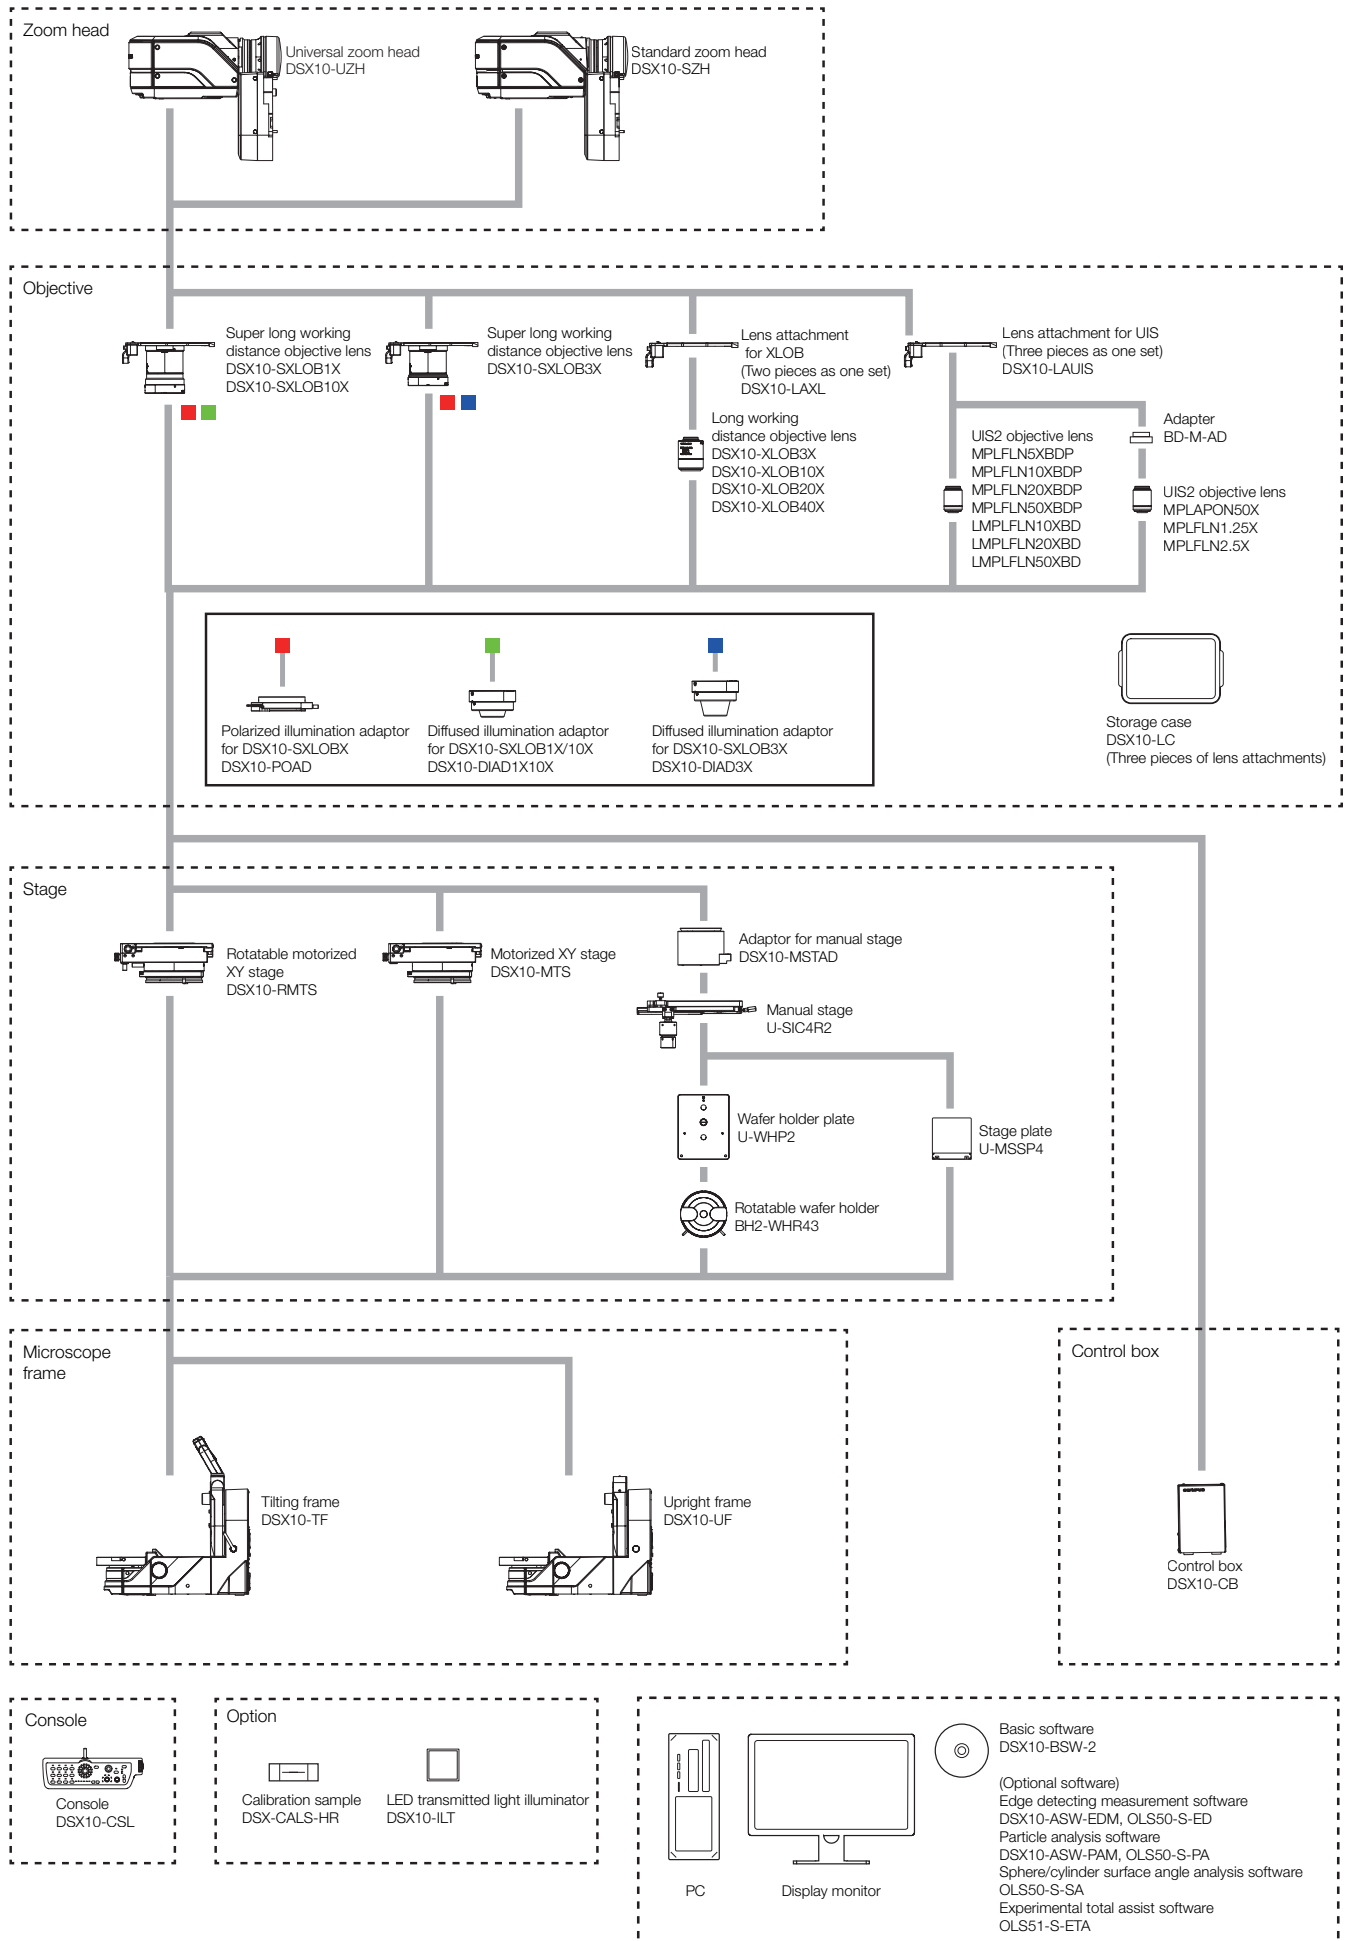 Zoom head
Universal zoom head
DSX10-UZH
Standard zoom head
DSX10-SZH
Objective
Super long working
distance objective lens
DSX10-SXLOB1X
DSX10-SXLOB10X
Super long working
distance objective lens
DSX10-SXLOB3X
Lens attachment
for XLOB
(Two pieces as one set)
DSX10-LAXL
Long working
distance objective lens
DSX10-XLOB3X
DSX10-XLOB10X
DSX10-XLOB20X
DSX10-XLOB40X
Lens attachment for UIS
(Three pieces as one set)
DSX10-LAUIS
UIS2 objective lens
MPLFLN5XBDP
MPLFLN10XBDP
MPLFLN20XBDP
MPLFLN50XBDP
LMPLFLN10XBD
LMPLFLN20XBD
LMPLFLN50XBD
Adapter
BD-M-AD
UIS2 objective lens
MPLAPON50X
MPLFLN1.25X
MPLFLN2.5X
Polarized illumination adaptor
for DSX10-SXLOBX
DSX10-POAD
Diffused illumination adaptor
for DSX10-SXLOB1X/10X
DSX10-DIAD1X10X
Diffused illumination adaptor
for DSX10-SXLOB3X
DSX10-DIAD3X
Storage case
DSX10-LC
(Three pieces of lens attachments)
Stage
Rotatable motorized
XY stage
DSX10-RMTS
Motorized XY stage
DSX10-MTS
Adaptor for manual stage
DSX10-MSTAD
Manual stage
U-SIC4R2
Wafer holder plate
U-WHP2
Stage plate
U-MSSP4
Rotatable wafer holder
BH2-WHR43
Microscope
frame
Tilting frame
DSX10-TF
Upright frame
DSX10-UF
Control box
OLYMPUS
Control box
DSX10-CB
Console
Console
DSX10-CSL
Option
Calibration sample
DSX-CALS-HR
LED transmitted light illuminator
DSX10-ILT
PC
Display monitor
Basic software
DSX10-BSW-2
(Optional software)
Edge detecting measurement software
DSX10-ASW-EDM, OLS50-S-ED
Particle analysis software
DSX10-ASW-PAM, OLS50-S-PA
Sphere/cylinder surface angle analysis software
OLS50-S-SA
Experimental total assist software
OLS51-S-ETA